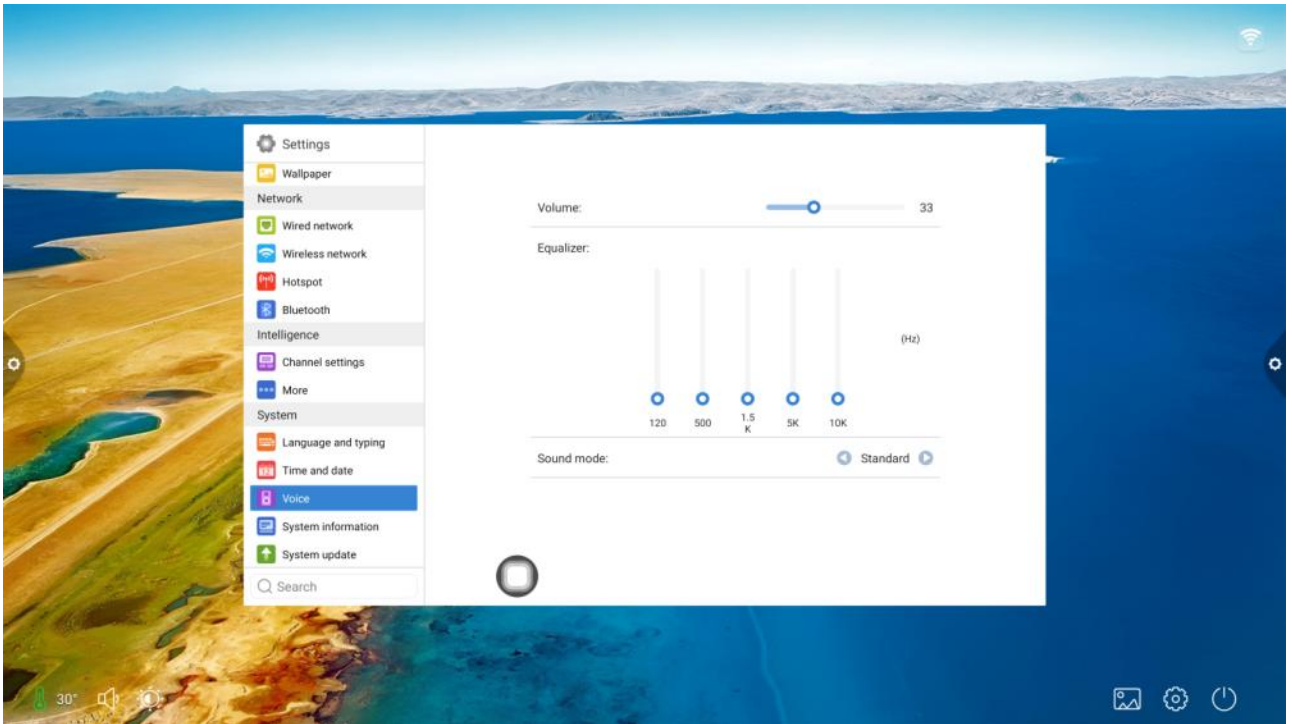 Settings
Wallpaper
Network
Wired network
Wireless network
Hotspot
Bluetooth
Intelligence
Channel settings
More
System
Language and typing
Time and date
12
Voice
System information
System update
Search
Volume: 33
Equalizer:
(Hz)
120 500 1.5 K 5K 10K
Sound mode: Standard
30°